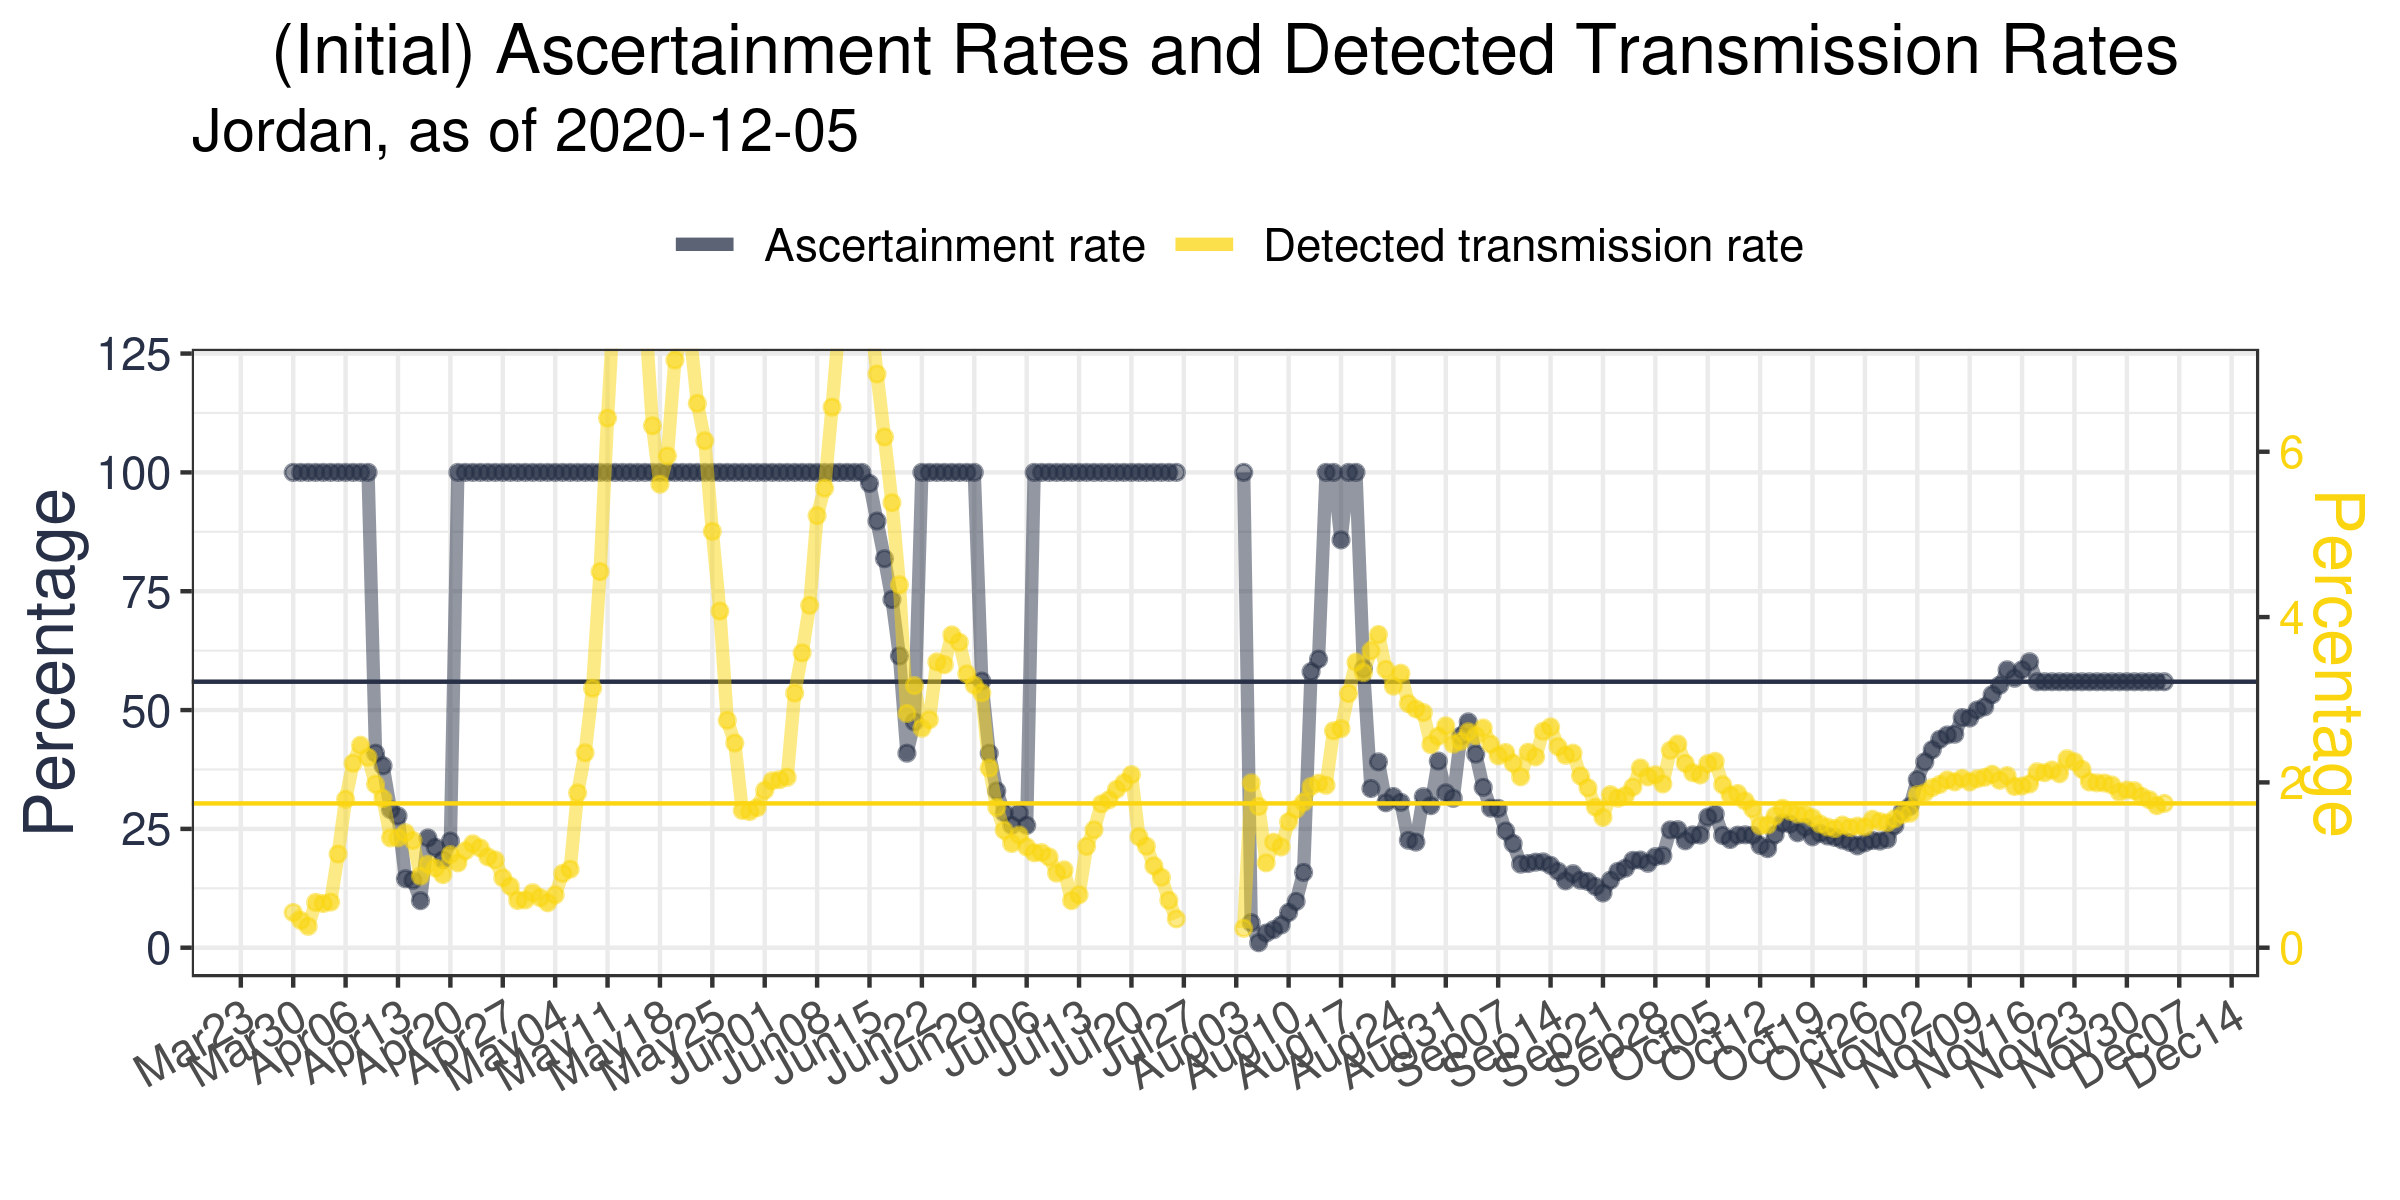 (Initial) Ascertainment Rates and Detected Transmission Rates
Jordan, as of 2020-12-05
Ascertainment rate
Detected transmission rate
125
100
75
50
25
0
Percentage
6
4
2
0
Percentage
Mar23
Mar30
Apr06
Apr13
Apr20
Apr27
May04
May11
May18
May25
Jun01
Jun08
Jun15
Jun22
Jun29
Jul06
Jul13
Jul20
Jul27
Aug03
Aug10
Aug17
Aug24
Aug31
Sep07
Sep14
Sep21
Sep28
Oct05
Oct12
Oct19
Oct26
Nov02
Nov09
Nov16
Nov23
Nov30
Dec07
Dec14